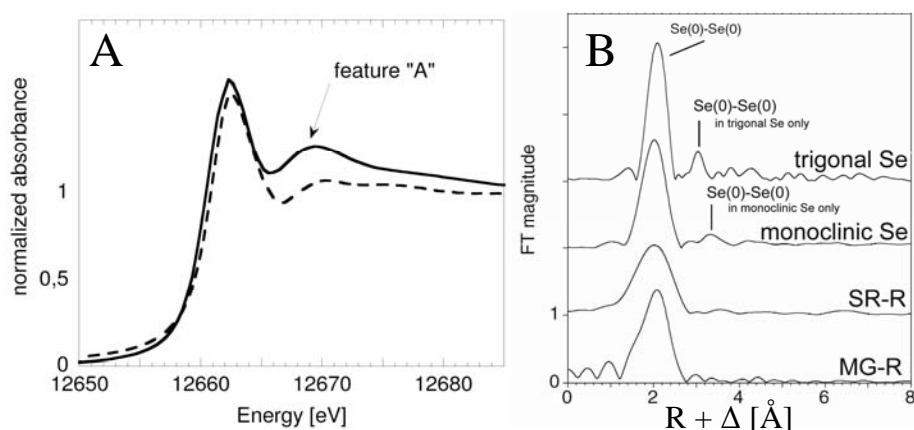 A
feature "A"
normalized absorbance
1
0,5
0
12650
12660
12670
12680
Energy [eV]
B
Se(0)-Se(0)
Se(0)-Se(0)
in trigonal Se only
trigonal Se
Se(0)-Se(0)
in monoclinic Se only
monoclinic Se
SR-R
MG-R
FT magnitude
1
0
0
2
4
6
8
R + Δ [Å]